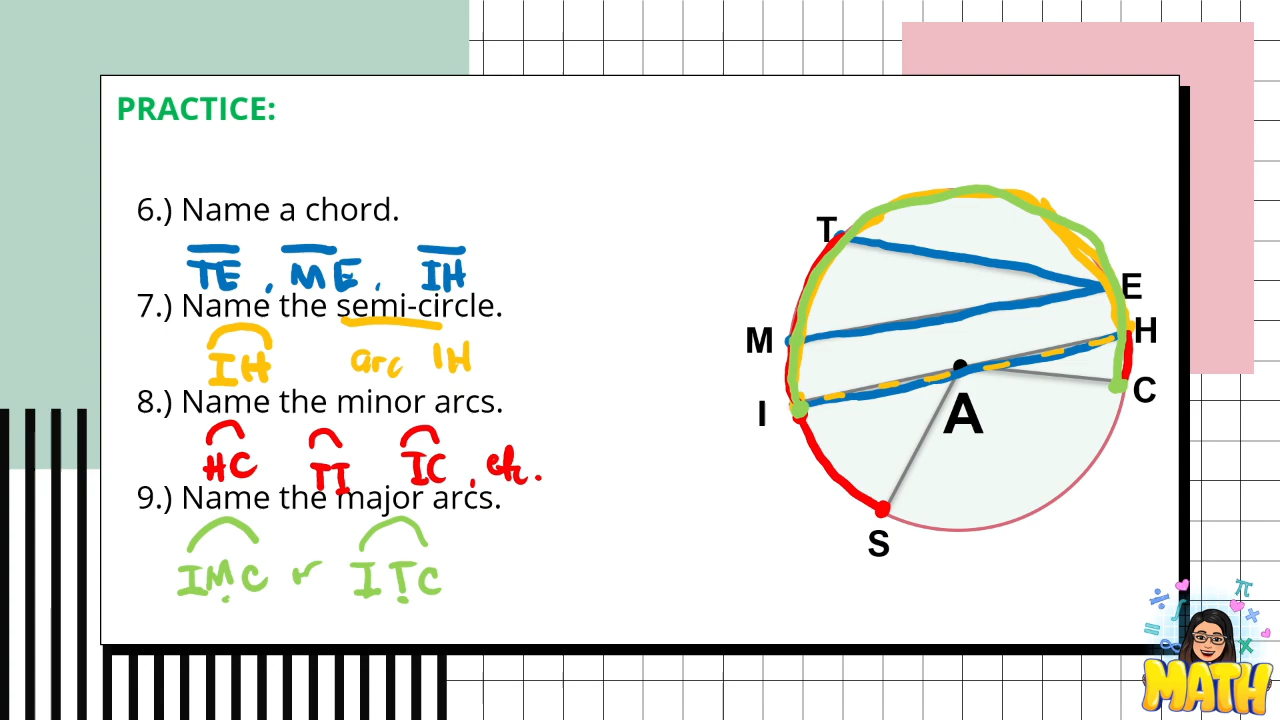 PRACTICE:
6.) Name a chord.
TE, ME, IH
7.) Name the semi-circle.
IH arc IH
8.) Name the minor arcs.
HC TI IC, etc.
9.) Name the major arcs.
IMC or ITC
T
E
M
H
I
A
C
S
÷
π
×
=
∫
∞
×
MATH